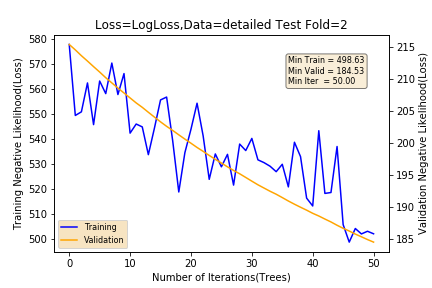 Loss=LogLoss,Data=detailed Test Fold=2
Training Negative Likelihood(Loss)
580
570
560
550
540
530
520
510
500
Min Train = 498.63
Min Valid = 184.53
Min Iter = 50.00
Training
Validation
215
210
205
200
195
190
185
Validation Negative Likelihood(Loss)
0
10
20
30
40
50
Number of Iterations(Trees)